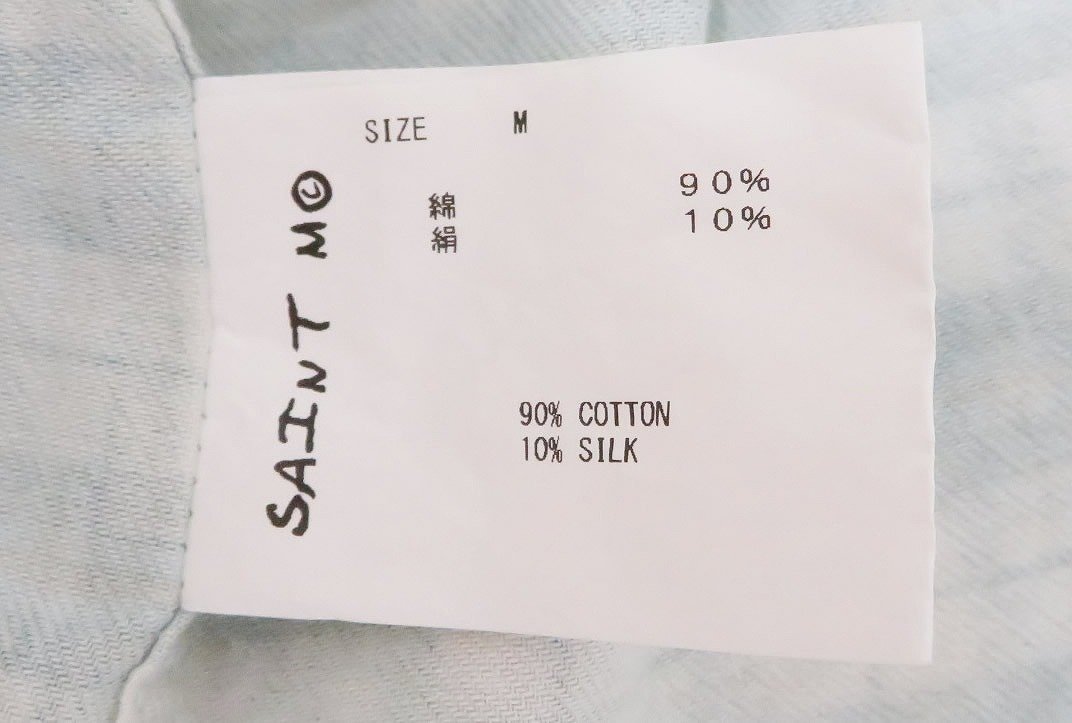 SIZE M
綿 90%
絹 10%
90% COTTON
10% SILK
SAINT M